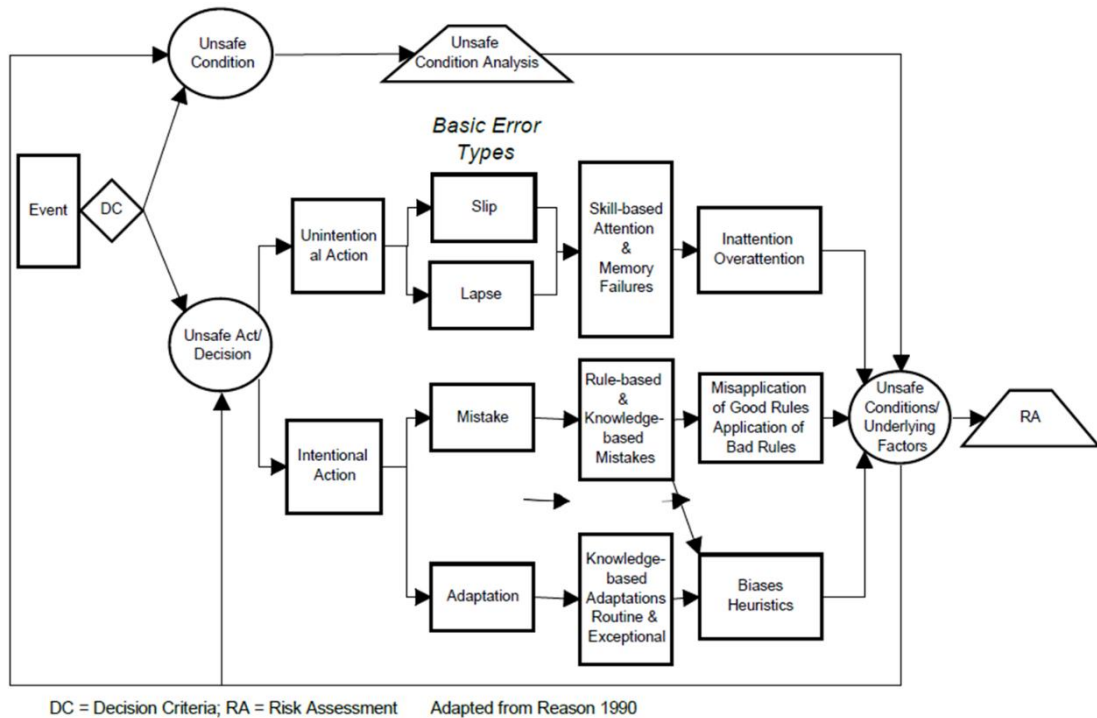 Unsafe
Condition
Unsafe
Condition Analysis
Basic Error
Types
Event
DC
Unintention
al Action
Slip
Lapse
Skill-based
Attention
&
Memory
Failures
Inattention
Overattention
Unsafe Act/
Decision
Intentional
Action
Mistake
Rule-based
&
Knowledge-
based
Mistakes
Misapplication
of Good Rules
Application of
Bad Rules
Unsafe
Conditions/
Underlying
Factors
RA
Adaptation
Knowledge-
based
Adaptations
Routine &
Exceptional
Biases
Heuristics
DC = Decision Criteria; RA = Risk Assessment Adapted from Reason 1990